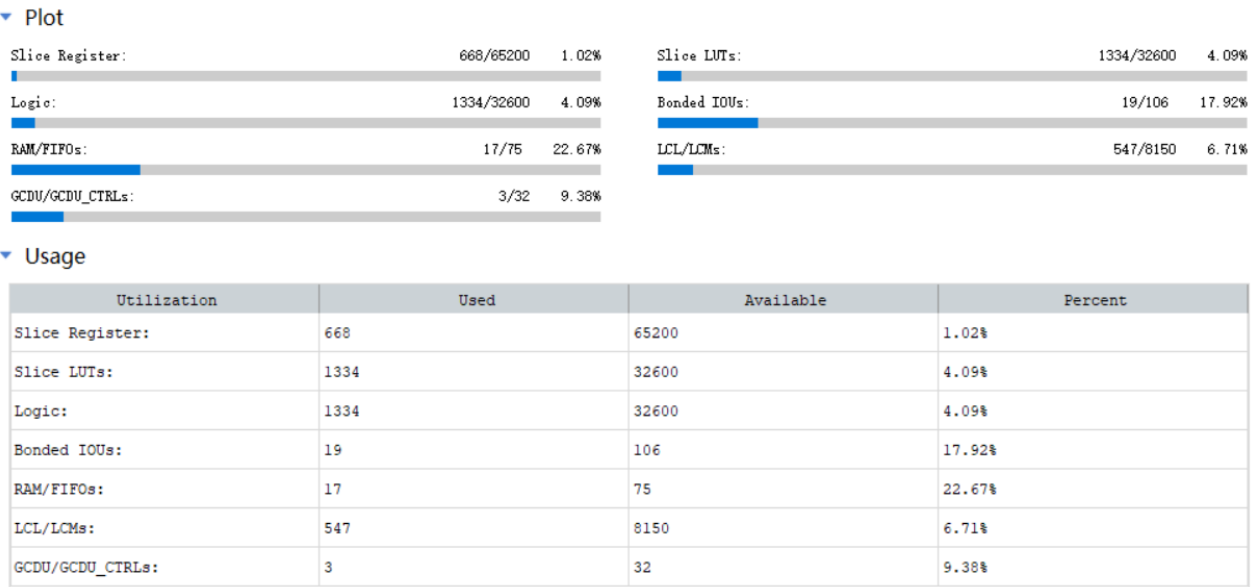 Plot
Slice Register: 668/65200 1.02%
Slice LUTs: 1334/32600 4.09%
Logic: 1334/32600 4.09%
Bonded IOUs: 19/106 17.92%
RAM/FIFOs: 17/75 22.67%
LCL/LCMs: 547/8150 6.71%
GCDU/GCDU_CTRLs: 3/32 9.38%
Usage
Utilization Used Available Percent
Slice Register: 668 65200 1.02%
Slice LUTs: 1334 32600 4.09%
Logic: 1334 32600 4.09%
Bonded IOUs: 19 106 17.92%
RAM/FIFOs: 17 75 22.67%
LCL/LCMs: 547 8150 6.71%
GCDU/GCDU_CTRLs: 3 32 9.38%